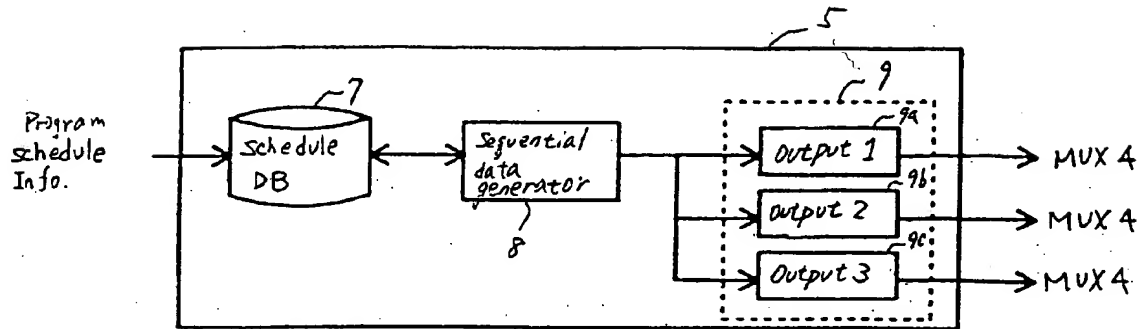 5
7
9
9a
Program
schedule
Info.
schedule
DB
Sequential
data
generator
8
Output 1
MUX 4
9b
Output 2
MUX 4
9c
Output 3
MUX 4